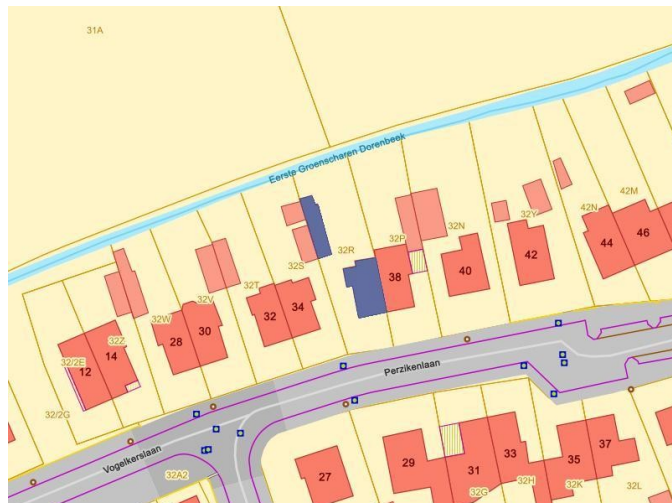 31A
Eerste Groenscharen Dorenbeek
42M
42N
32Y
32N
32P
32R
32S
32T
32V
32W
32Z
32/2E
32/2G
46
44
42
40
38
34
32
30
28
14
12
Perzikenlaan
Vogelkerslaan
32A2
27
29
31
33
35
37
32G
32H
32K
32L